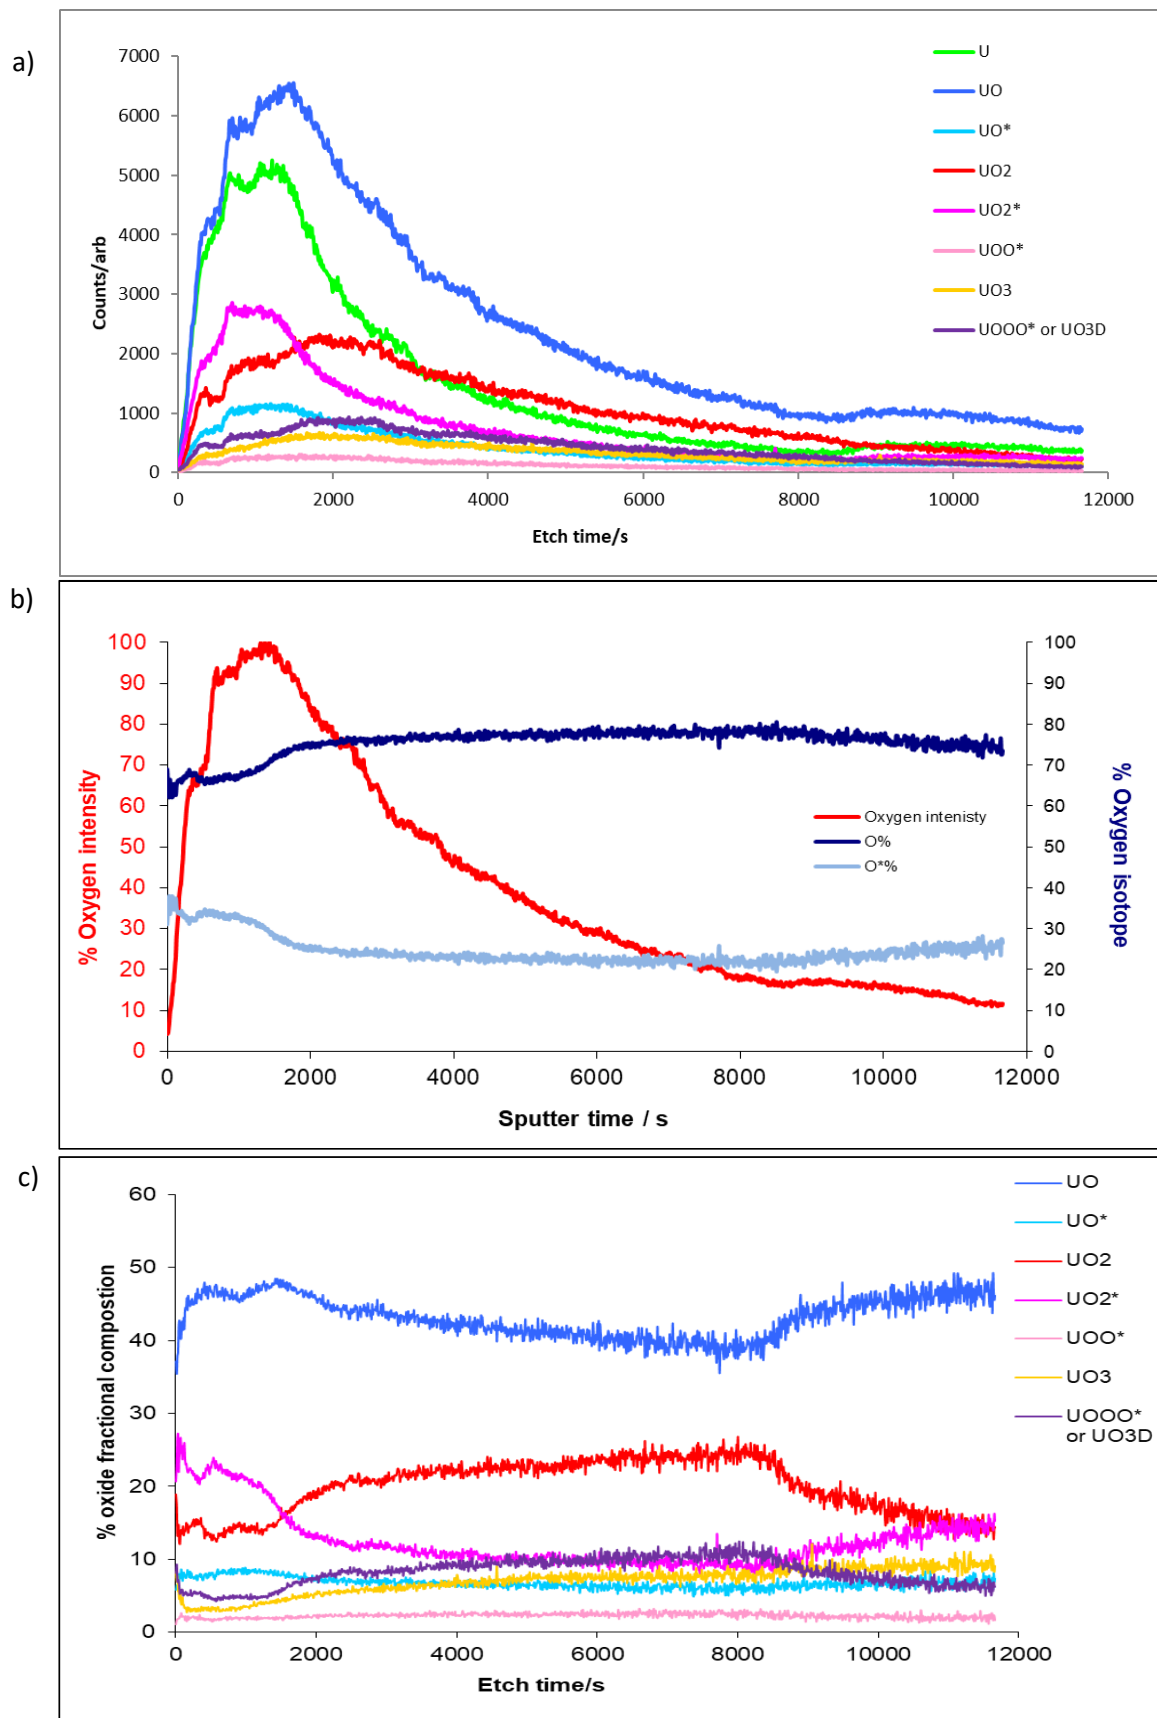 a)
7000
6000
5000
4000
3000
2000
1000
0
Counts/arb
0 2000 4000 6000 8000 10000 12000
Etch time/s
U
UO
UO*
UO2
UO2*
UOO*
UO3
UOOO* or UO3D
b)
100
90
80
70
60
50
40
30
20
10
0
% Oxygen intensity
100
90
80
70
60
50
40
30
20
10
0
% Oxygen isotope
Oxygen intenisty
O%
O*%
0 2000 4000 6000 8000 10000 12000
Sputter time / s
c)
60
50
40
30
20
10
0
% oxide fractional compostion
0 2000 4000 6000 8000 10000 12000
Etch time/s
UO
UO*
UO2
UO2*
UOO*
UO3
UOOO*
or UO3D